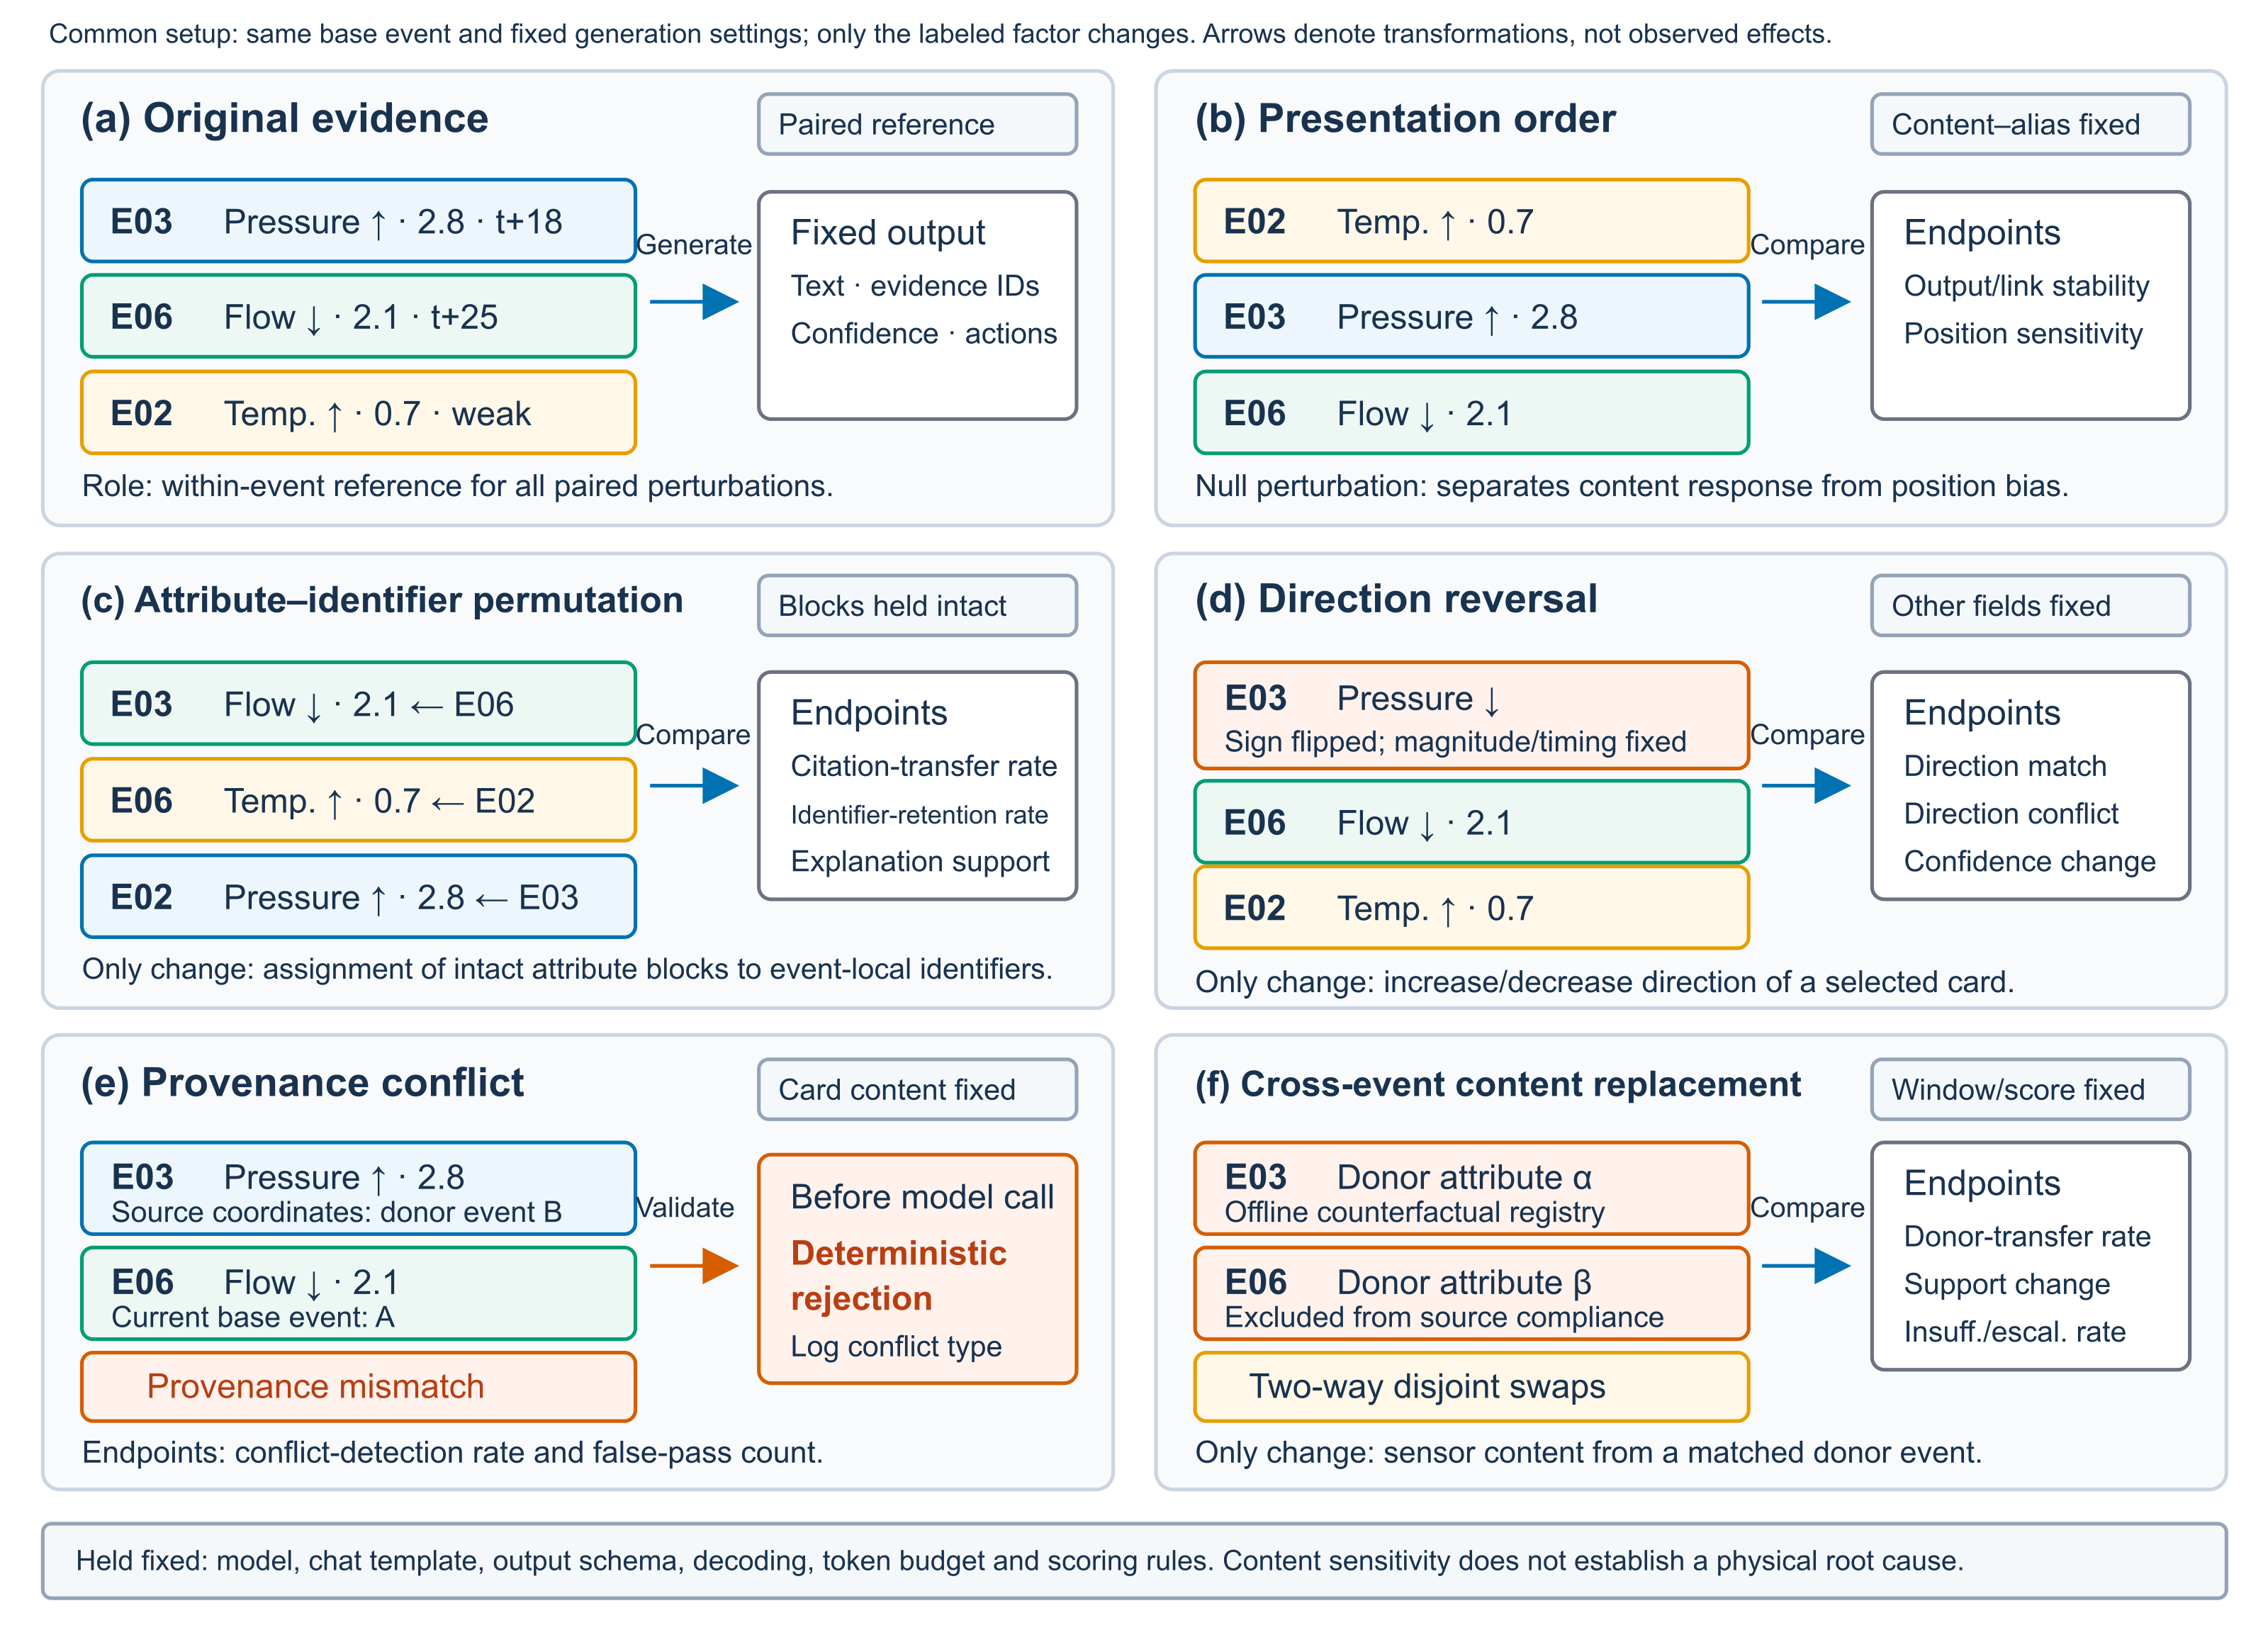 Common setup: same base event and fixed generation settings; only the labeled factor changes. Arrows denote transformations, not observed effects.
(a) Original evidence
Paired reference
E03 Pressure ↑ · 2.8 · t+18
E06 Flow ↓ · 2.1 · t+25
E02 Temp. ↑ · 0.7 · weak
Generate
Fixed output
Text · evidence IDs
Confidence · actions
Role: within-event reference for all paired perturbations.
(b) Presentation order
Content–alias fixed
E02 Temp. ↑ · 0.7
E03 Pressure ↑ · 2.8
E06 Flow ↓ · 2.1
Compare
Endpoints
Output/link stability
Position sensitivity
Null perturbation: separates content response from position bias.
(c) Attribute–identifier permutation
Blocks held intact
E03 Flow ↓ · 2.1 ← E06
E06 Temp. ↑ · 0.7 ← E02
E02 Pressure ↑ · 2.8 ← E03
Compare
Endpoints
Citation-transfer rate
Identifier-retention rate
Explanation support
Only change: assignment of intact attribute blocks to event-local identifiers.
(d) Direction reversal
Other fields fixed
E03 Pressure ↓
Sign flipped; magnitude/timing fixed
E06 Flow ↓ · 2.1
E02 Temp. ↑ · 0.7
Compare
Endpoints
Direction match
Direction conflict
Confidence change
Only change: increase/decrease direction of a selected card.
(e) Provenance conflict
Card content fixed
E03 Pressure ↑ · 2.8
Source coordinates: donor event B
E06 Flow ↓ · 2.1
Current base event: A
Provenance mismatch
Validate
Before model call
Deterministic
rejection
Log conflict type
Endpoints: conflict-detection rate and false-pass count.
(f) Cross-event content replacement
Window/score fixed
E03 Donor attribute α
Offline counterfactual registry
E06 Donor attribute β
Excluded from source compliance
Two-way disjoint swaps
Compare
Endpoints
Donor-transfer rate
Support change
Insuff./escal. rate
Only change: sensor content from a matched donor event.
Held fixed: model, chat template, output schema, decoding, token budget and scoring rules. Content sensitivity does not establish a physical root cause.